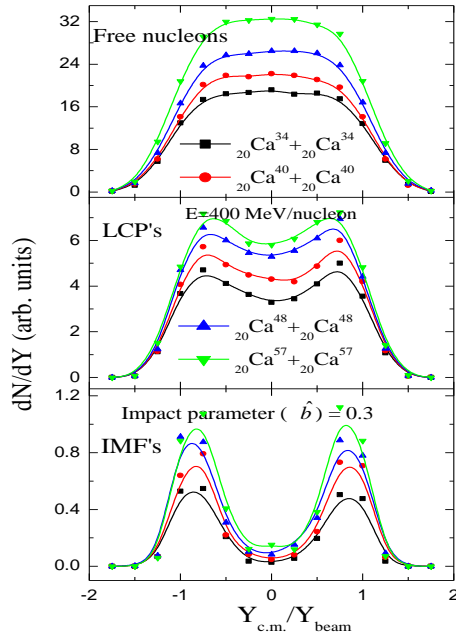 32
Free nucleons
24
16
₂₀Ca³⁴+₂₀Ca³⁴
8
₂₀Ca⁴⁰+₂₀Ca⁴⁰
0
E=400 MeV/nucleon
LCP's
6
4
₂₀Ca⁴⁸+₂₀Ca⁴⁸
2
₂₀Ca⁵⁷+₂₀Ca⁵⁷
0
dN/dY (arb. units)
Impact parameter ( b̂ ) = 0.3
1.2
IMF's
0.8
0.4
0.0
-2 -1 0 1 2
Y_c.m./Y_beam